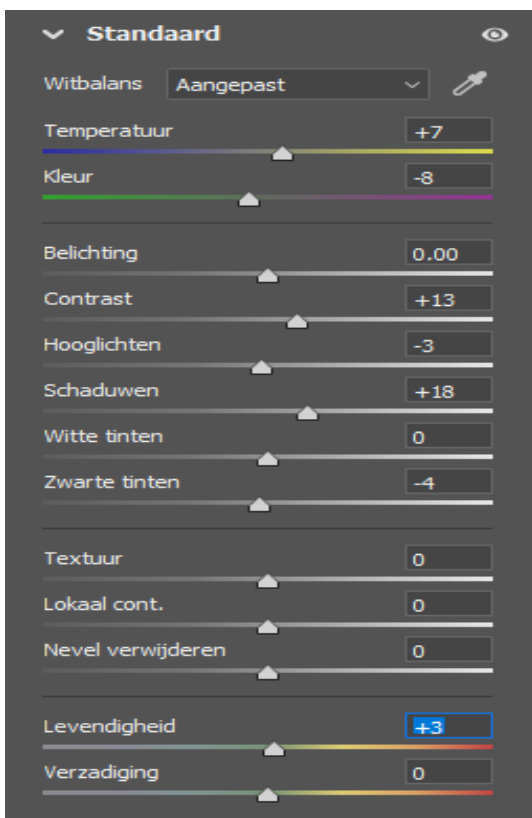 Standaard
Witbalans Aangepast
Temperatuur +7
Kleur -8
Belichting 0.00
Contrast +13
Hooglichten -3
Schaduwen +18
Witte tinten 0
Zwarte tinten -4
Textuur 0
Lokaal cont. 0
Nevel verwijderen 0
Levendigheid +3
Verzadiging 0